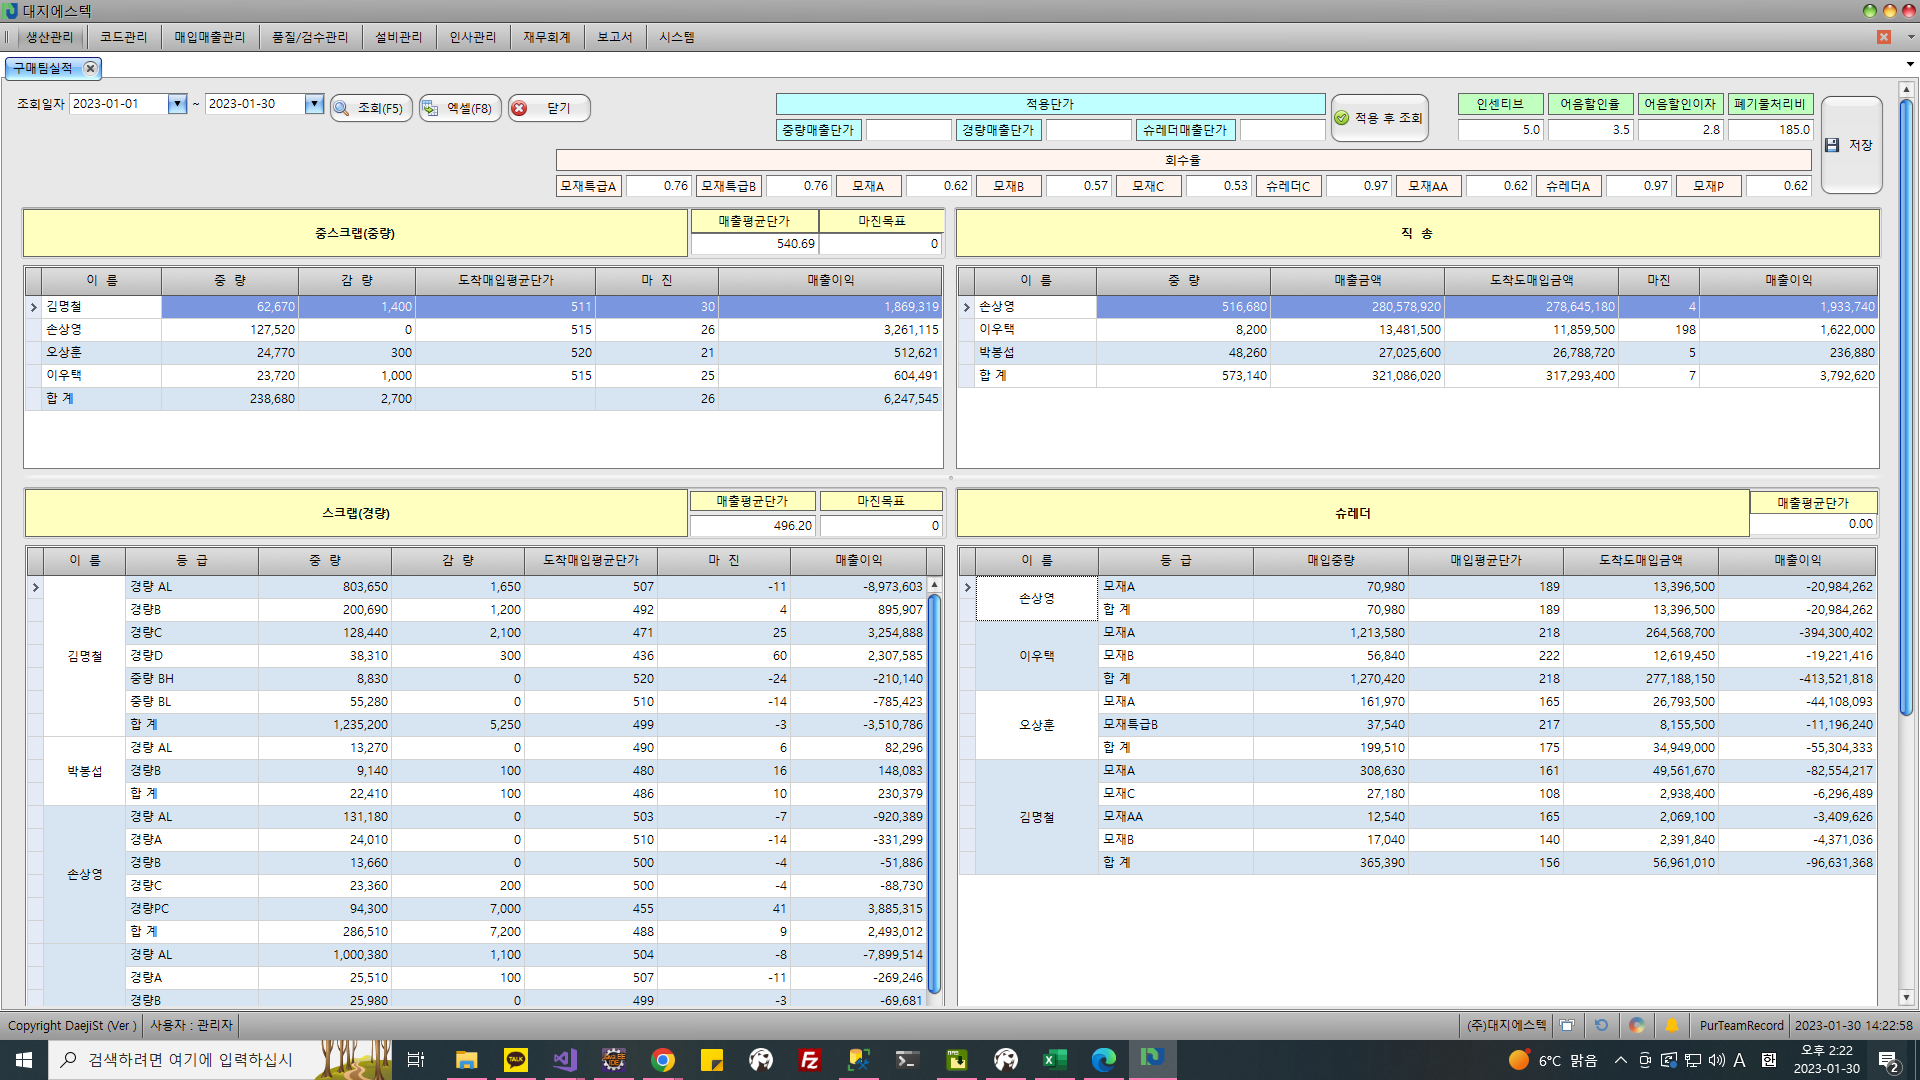 대지에스텍
생산관리 코드관리 매입매출관리 품질/검수관리 설비관리 인사관리 재무회계 보고서 시스템
구매팀실적
조회일자 2023-01-01 ~ 2023-01-30 조회(F5) 엑셀(F8) 닫기
적용단가
중량매출단가 경량매출단가 슈레더매출단가
적용 후 조회
인센티브 어음할인율 어음할인이자 폐기물처리비
5.0 3.5 2.8 185.0
저장
회수율
모재특급A 0.76 모재특급B 0.76 모재A 0.62 모재B 0.57 모재C 0.53 슈레더C 0.97 모재AA 0.62 슈레더A 0.97 모재P 0.62
중스크랩(중량)
매출평균단가 마진목표
540.69 0
이 름 중 량 감 량 도착매입평균단가 마 진 매출이익
김명철 62,670 1,400 511 30 1,869,319
손상영 127,520 0 515 26 3,261,115
오상훈 24,770 300 520 21 512,621
이우택 23,720 1,000 515 25 604,491
합 계 238,680 2,700 26 6,247,545
직 송
이 름 중 량 매출금액 도착도매입금액 마진 매출이익
손상영 516,680 280,578,920 278,645,180 4 1,933,740
이우택 8,200 13,481,500 11,859,500 198 1,622,000
박봉섭 48,260 27,025,600 26,788,720 5 236,880
합 계 573,140 321,086,020 317,293,400 7 3,792,620
스크랩(경량)
매출평균단가 마진목표
496.20 0
이 름 등 급 중 량 감 량 도착매입평균단가 마 진 매출이익
김명철
경량 AL 803,650 1,650 507 -11 -8,973,603
경량B 200,690 1,200 492 4 895,907
경량C 128,440 2,100 471 25 3,254,888
경량D 38,310 300 436 60 2,307,585
중량 BH 8,830 0 520 -24 -210,140
중량 BL 55,280 0 510 -14 -785,423
합 계 1,235,200 5,250 499 -3 -3,510,786
박봉섭
경량 AL 13,270 0 490 6 82,296
경량B 9,140 100 480 16 148,083
합 계 22,410 100 486 10 230,379
손상영
경량 AL 131,180 0 503 -7 -920,389
경량A 24,010 0 510 -14 -331,299
경량B 13,660 0 500 -4 -51,886
경량C 23,360 200 500 -4 -88,730
경량PC 94,300 7,000 455 41 3,885,315
합 계 286,510 7,200 488 9 2,493,012
경량 AL 1,000,380 1,100 504 -8 -7,899,514
경량A 25,510 100 507 -11 -269,246
경량B 25,980 0 499 -3 -69,681
슈레더
매출평균단가
0.00
이 름 등 급 매입중량 매입평균단가 도착도매입금액 매출이익
손상영
모재A 70,980 189 13,396,500 -20,984,262
합 계 70,980 189 13,396,500 -20,984,262
이우택
모재A 1,213,580 218 264,568,700 -394,300,402
모재B 56,840 222 12,619,450 -19,221,416
합 계 1,270,420 218 277,188,150 -413,521,818
오상훈
모재A 161,970 165 26,793,500 -44,108,093
모재특급B 37,540 217 8,155,500 -11,196,240
합 계 199,510 175 34,949,000 -55,304,333
김명철
모재A 308,630 161 49,561,670 -82,554,217
모재C 27,180 108 2,938,400 -6,296,489
모재AA 12,540 165 2,069,100 -3,409,626
모재B 17,040 140 2,391,840 -4,371,036
합 계 365,390 156 56,961,010 -96,631,368
Copyright DaejiSt (Ver ) 사용자 : 관리자 (주)대지에스텍 PurTeamRecord 2023-01-30 14:22:58
검색하려면 여기에 입력하십시 6°C 맑음 A 오후 2:22
2023-01-30 2